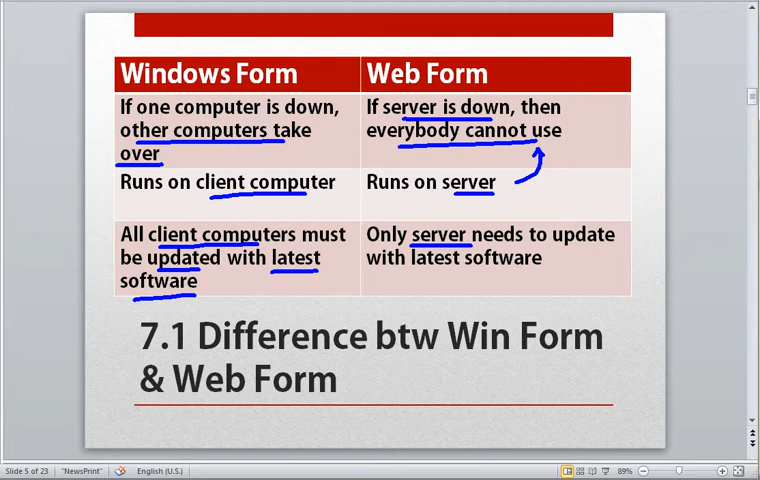 Windows Form
Web Form
If one computer is down,
other computers take
over
If server is down, then
everybody cannot use
Runs on client computer
Runs on server
All client computers must
be updated with latest
software
Only server needs to update
with latest software
7.1 Difference btw Win Form
& Web Form
Slide 5 of 23
"NewsPrint"
English (U.S.)
89%